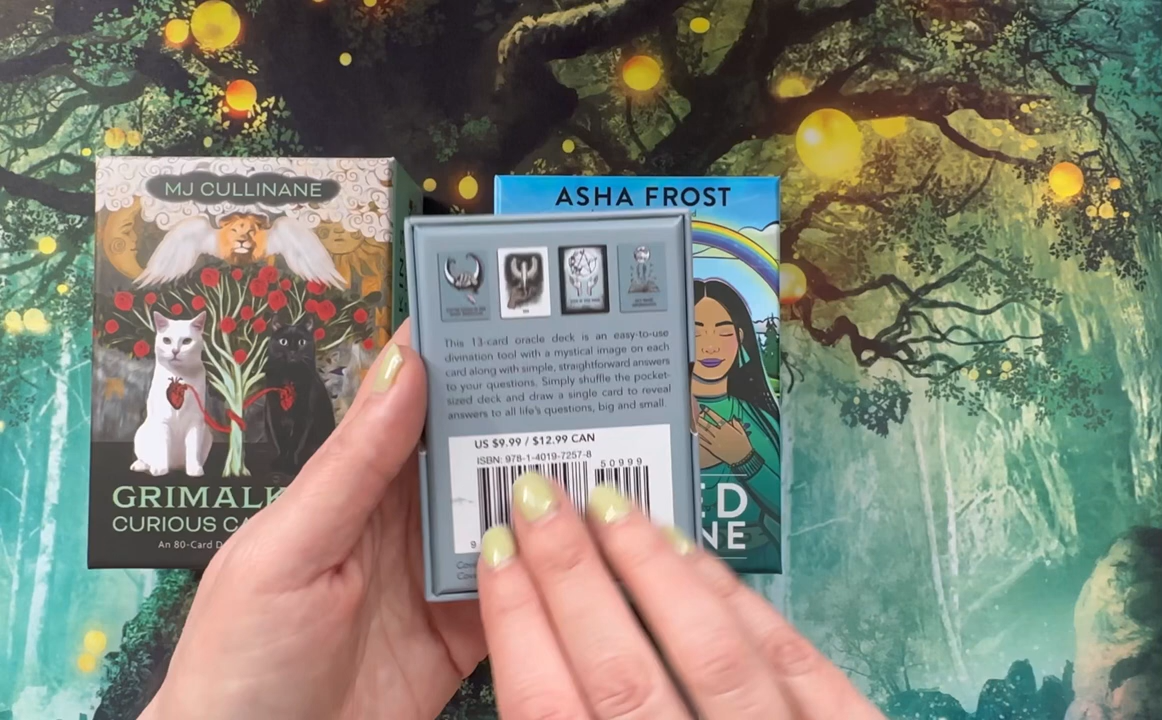 MJ CULLINANE
GRIMALK
CURIOUS CA
An 80-Card D
ASHA FROST
ED
NE
This 13-card oracle deck is an easy-to-use
divination tool with a mystical image on each
card along with simple, straightforward answers
to your questions. Simply shuffle the pocket-
sized deck and draw a single card to reveal
answers to all life's questions, big and small.
US $9.99 / $12.99 CAN
ISBN: 978-1-4019-7257-8
50999
9
Cove
Cove